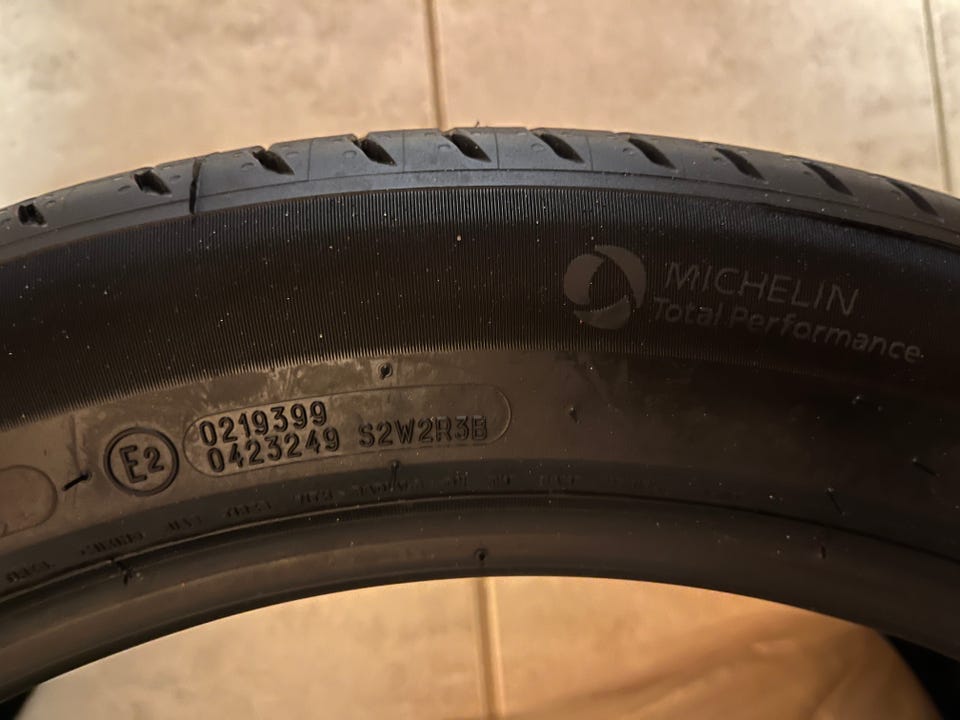 MICHELIN
Total Performance
E2
0219399
0423249 S2W2R3B